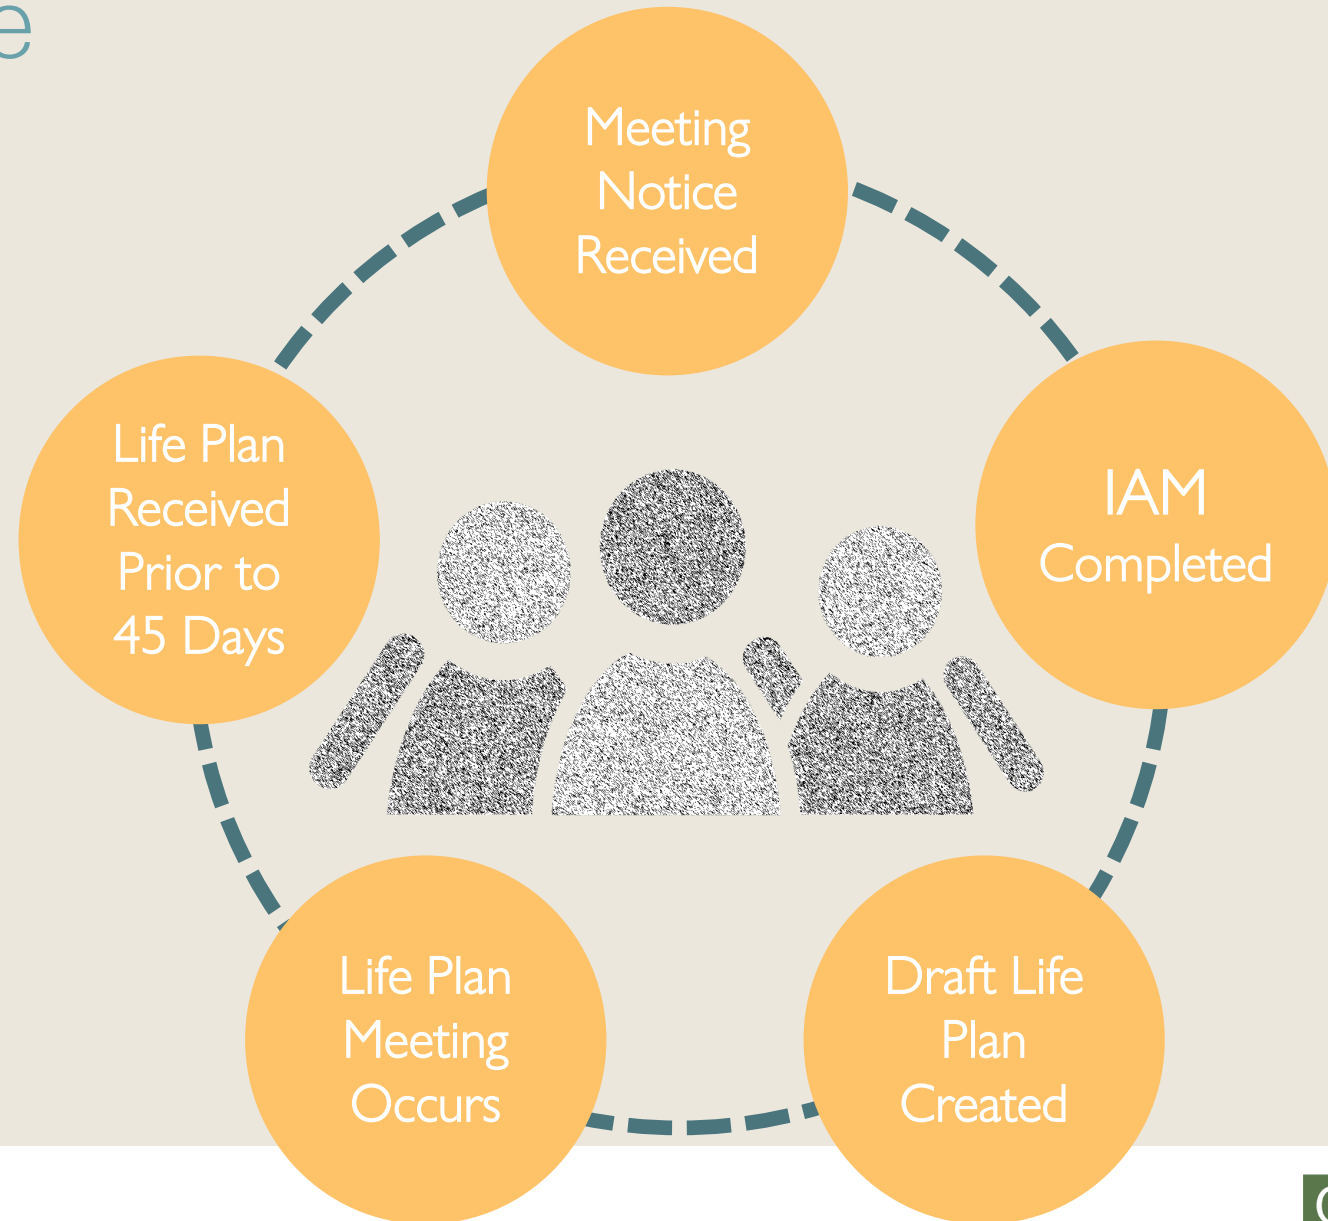 e
Meeting
Notice
Received
IAM
Completed
Draft Life
Plan
Created
Life Plan
Meeting
Occurs
Life Plan
Received
Prior to
45 Days